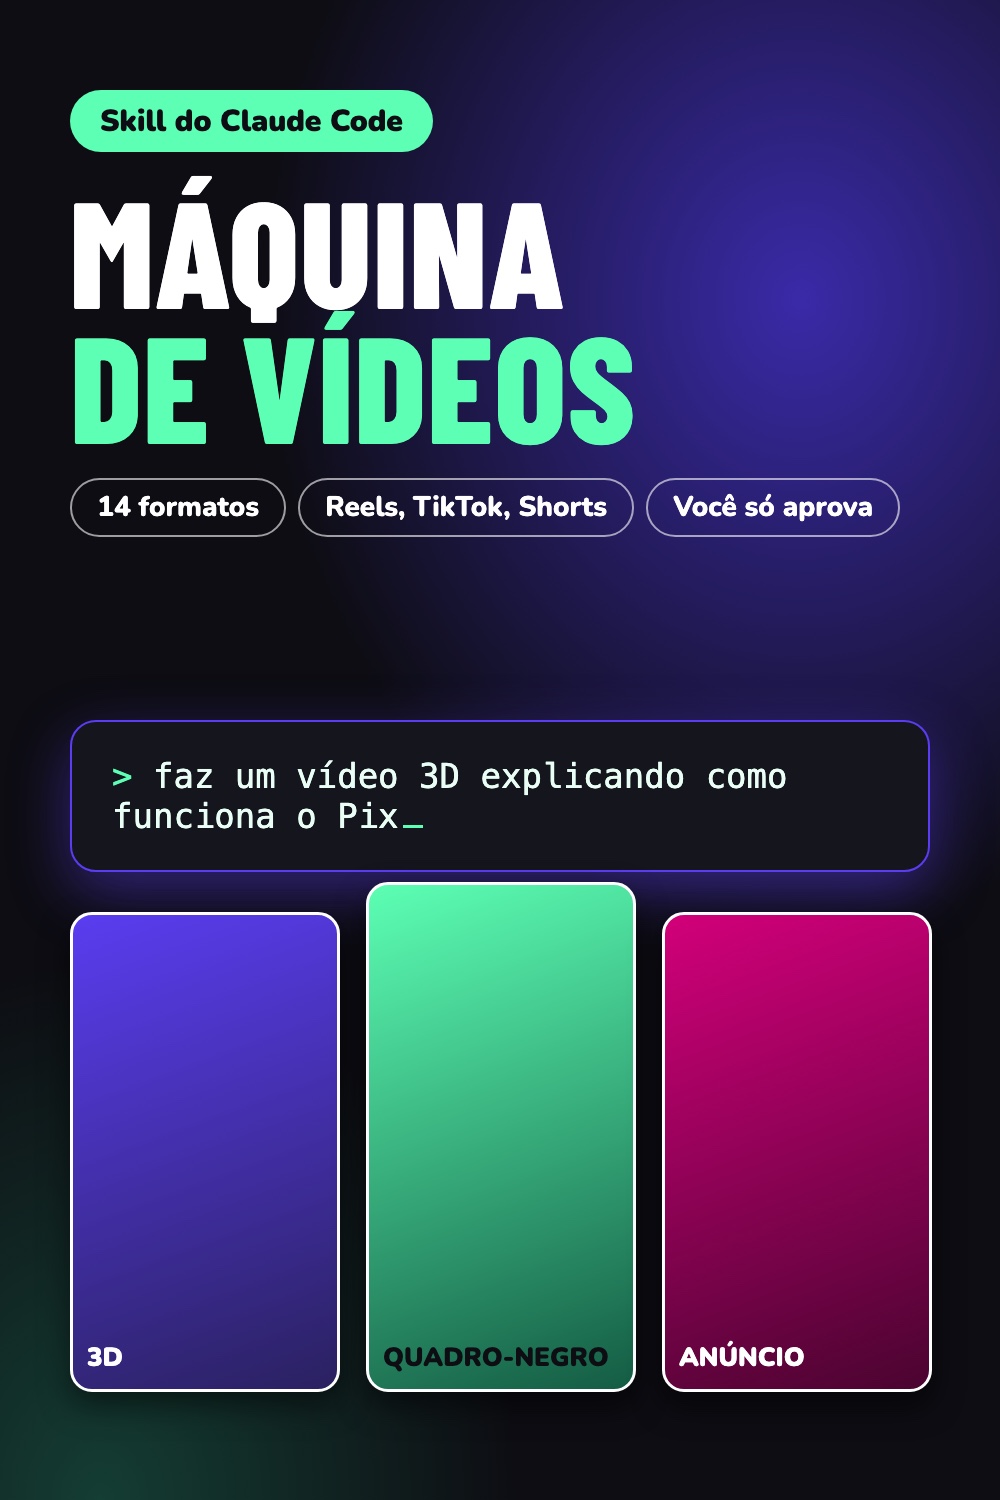 Skill do Claude Code
MÁQUINA
DE VÍDEOS
14 formatos
Reels, TikTok, Shorts
Você só aprova
> faz um vídeo 3D explicando como
funciona o Pix_
3D
QUADRO-NEGRO
ANÚNCIO